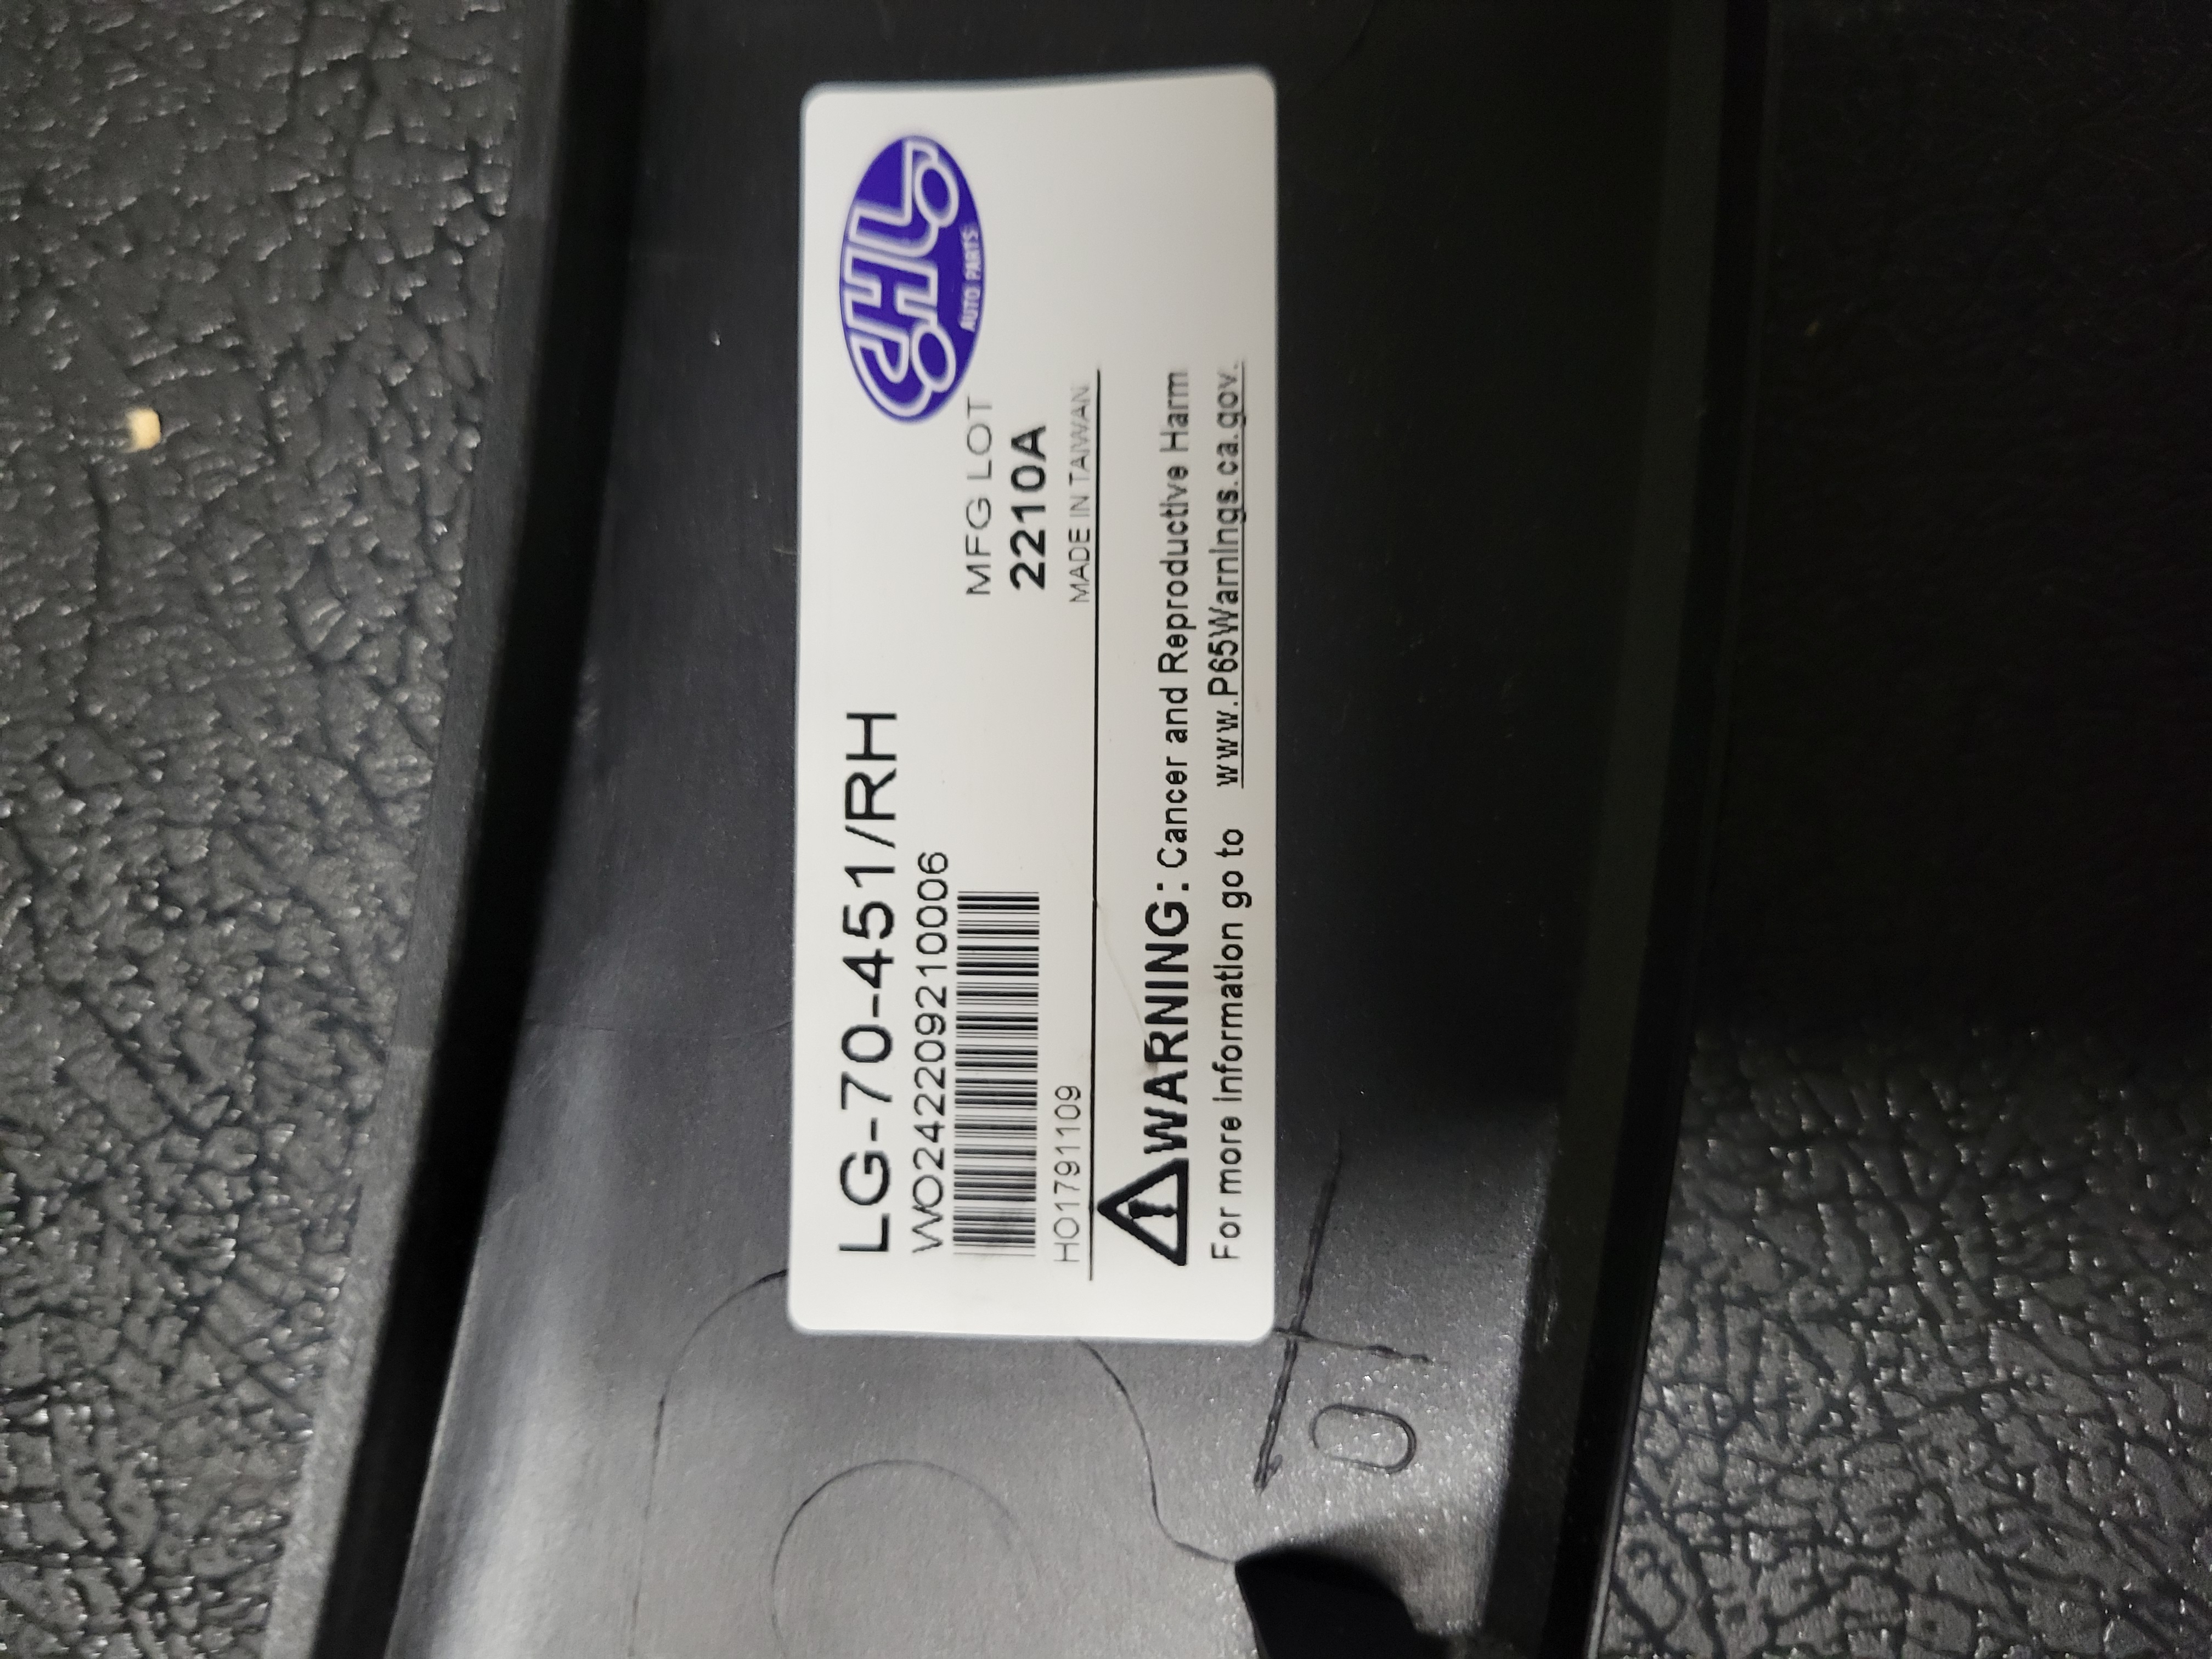 LG-70-451/RH
WO242209210006
HO1791109
CHL
AUTO PARTS
MFG LOT
2210A
MADE IN TAIWAN
WARNING: Cancer and Reproductive Harm
For more information go to www.P65Warnings.ca.gov.